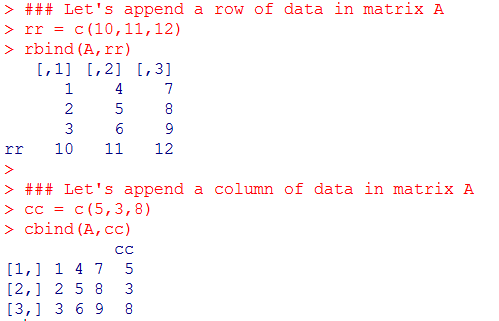 > ### Let's append a row of data in matrix A
> rr = c(10,11,12)
> rbind(A,rr)
   [,1] [,2] [,3]
      1    4    7
      2    5    8
      3    6    9
rr   10   11   12
>
> ### Let's append a column of data in matrix A
> cc = c(5,3,8)
> cbind(A,cc)
           cc
[1,] 1 4 7  5
[2,] 2 5 8  3
[3,] 3 6 9  8